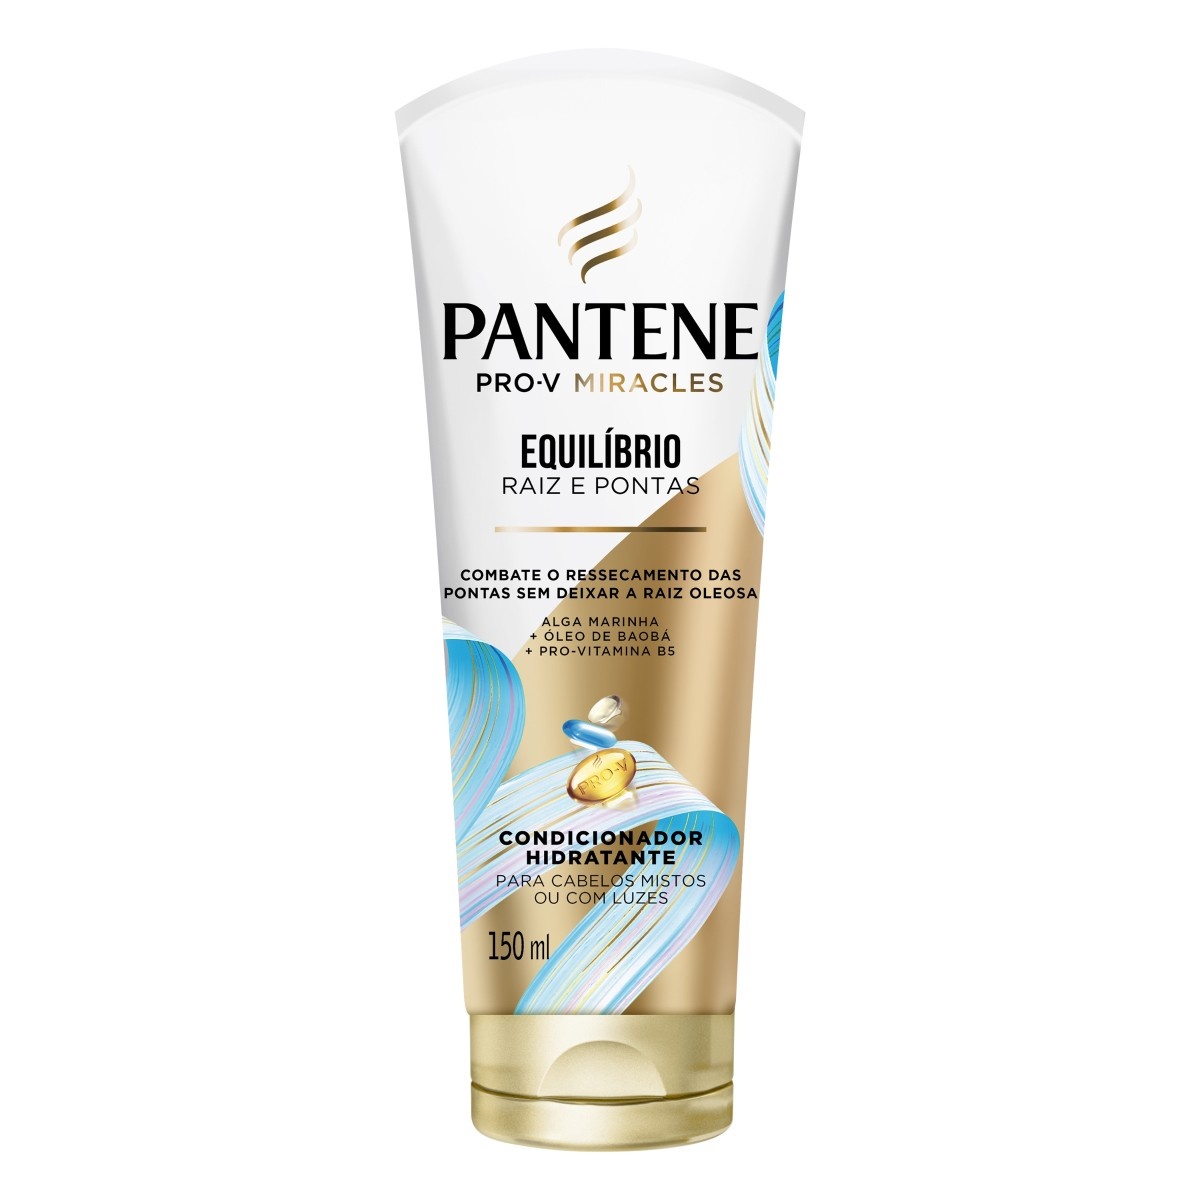 PANTENE
PRO-V MIRACLES
EQUILÍBRIO
RAIZ E PONTAS
COMBATE O RESSECAMENTO DAS
PONTAS SEM DEIXAR A RAIZ OLEOSA
ALGA MARINHA
+ ÓLEO DE BAOBÁ
+ PRO-VITAMINA B5
PRO-V
CONDICIONADOR
HIDRATANTE
PARA CABELOS MISTOS
OU COM LUZES
150 ml